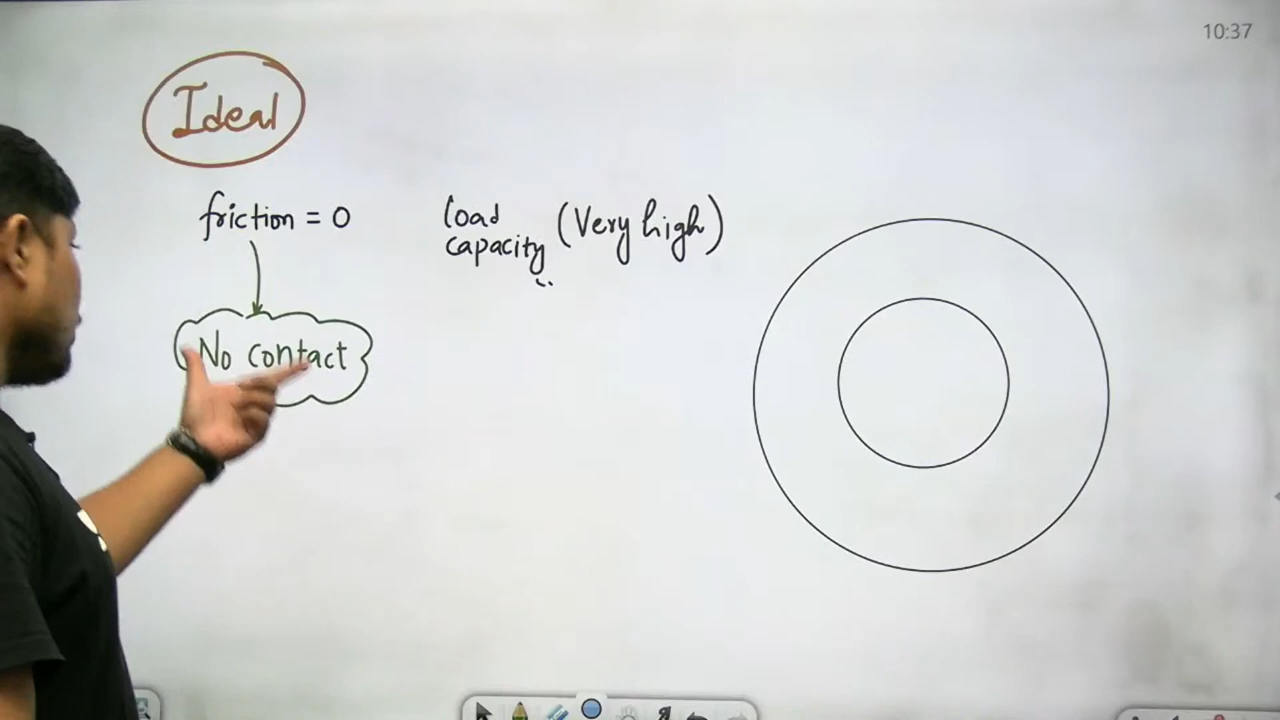 10:37
Ideal
friction = 0
load
capacity (Very high)
No contact